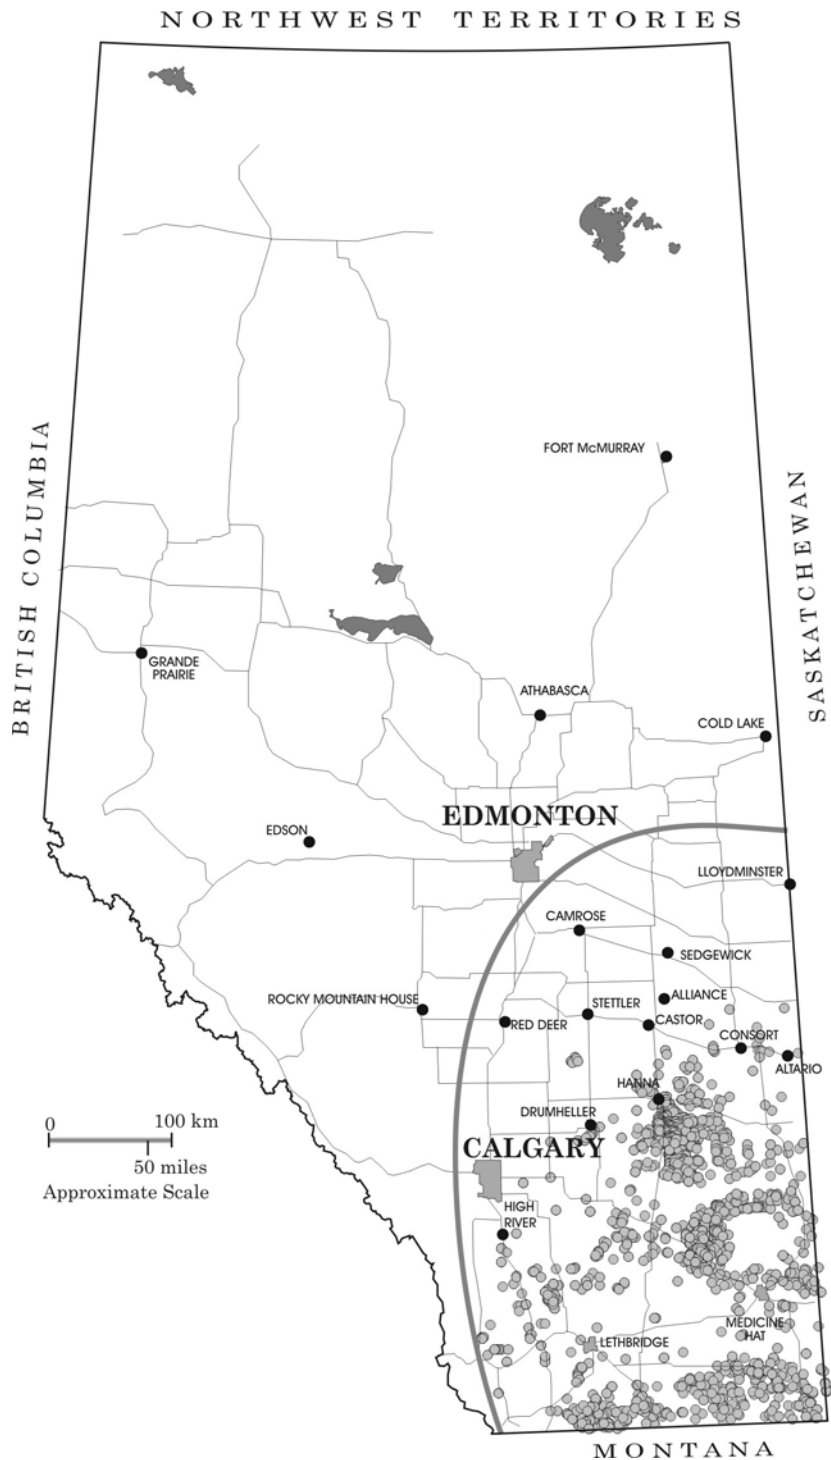 NORTHWEST TERRITORIES
BRITISH COLUMBIA
SASKATCHEWAN
FORT McMURRAY
GRANDE
PRAIRIE
ATHABASCA
COLD LAKE
EDMONTON
EDSON
LLOYDMINSTER
CAMROSE
SEDGEWICK
ROCKY MOUNTAIN HOUSE
STETTLER
ALLIANCE
RED DEER
CASTOR
CONSORT
ALTARIO
HANNA
DRUMHELLER
0 100 km
50 miles
Approximate Scale
CALGARY
HIGH
RIVER
MEDICINE
HAT
LETHBRIDGE
MONTANA